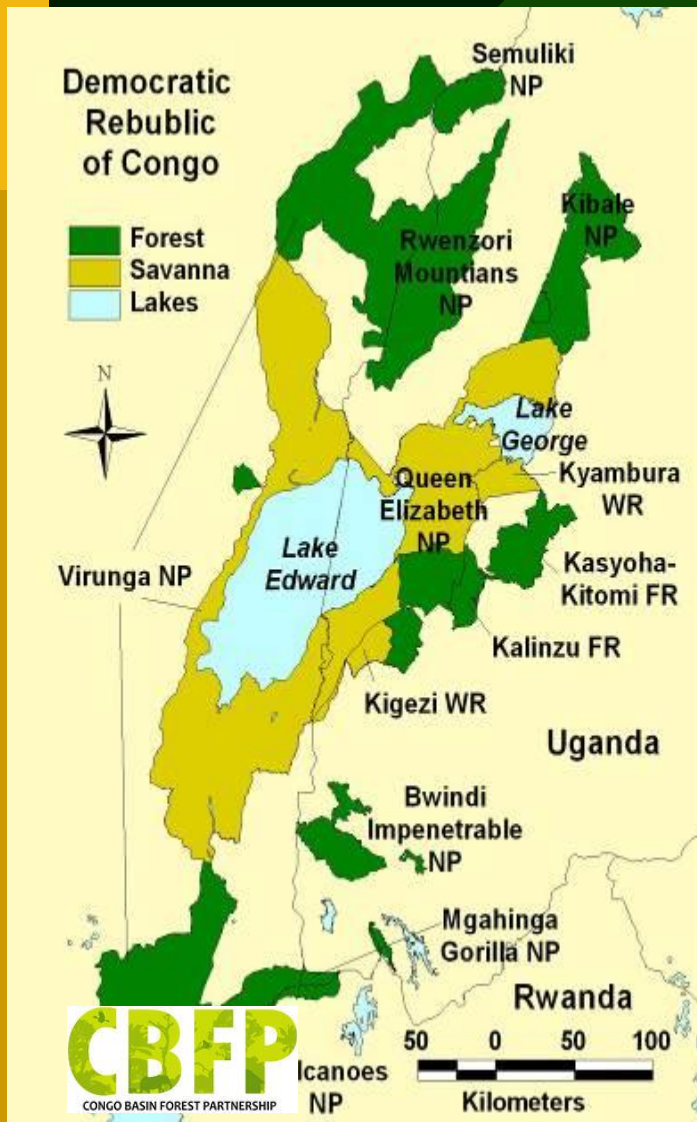 Democratic
Rebublic
of Congo
Forest
Savanna
Lakes
N
Semuliki
NP
Kibale
NP
Rwenzori
Mountians
NP
Lake
George
Queen
Elizabeth
NP
Kyambura
WR
Lake
Edward
Virunga NP
Kasyoha-
Kitomi FR
Kalinzu FR
Kigezi WR
Uganda
Bwindi
Impenetrable
NP
Mgahinga
Gorilla NP
Rwanda
CBFP
CONGO BASIN FOREST PARTNERSHIP
lcanoes
NP
50 0 50 100
Kilometers